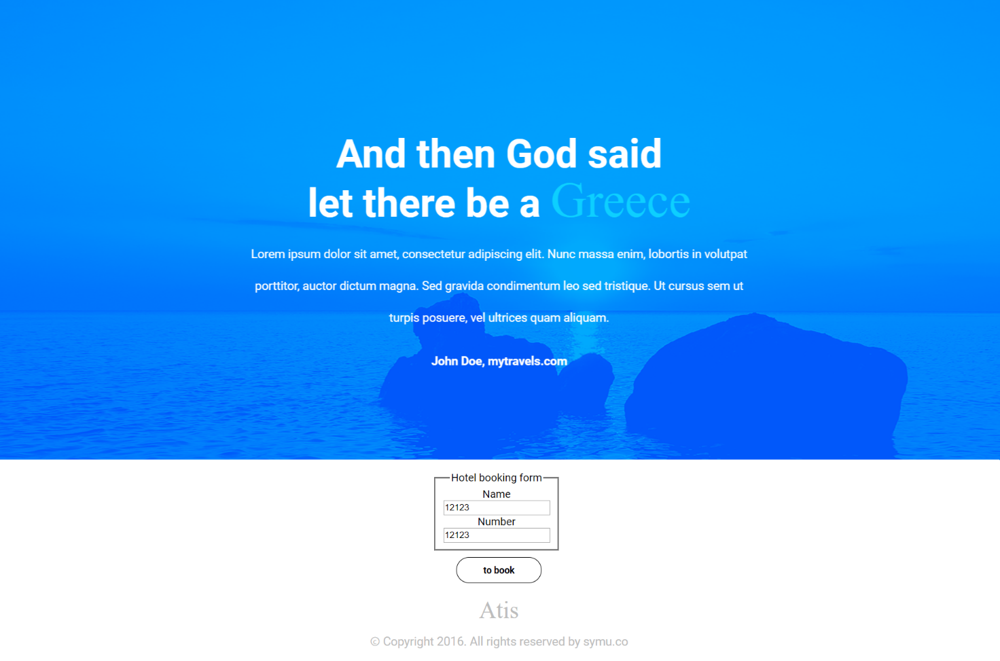 And then God said
let there be a Greece
Lorem ipsum dolor sit amet, consectetur adipiscing elit. Nunc massa enim, lobortis in volutpat
porttitor, auctor dictum magna. Sed gravida condimentum leo sed tristique. Ut cursus sem ut
turpis posuere, vel ultrices quam aliquam.
John Doe, mytravels.com
Hotel booking form
Name
12123
Number
12123
to book
Atis
© Copyright 2016. All rights reserved by symu.co